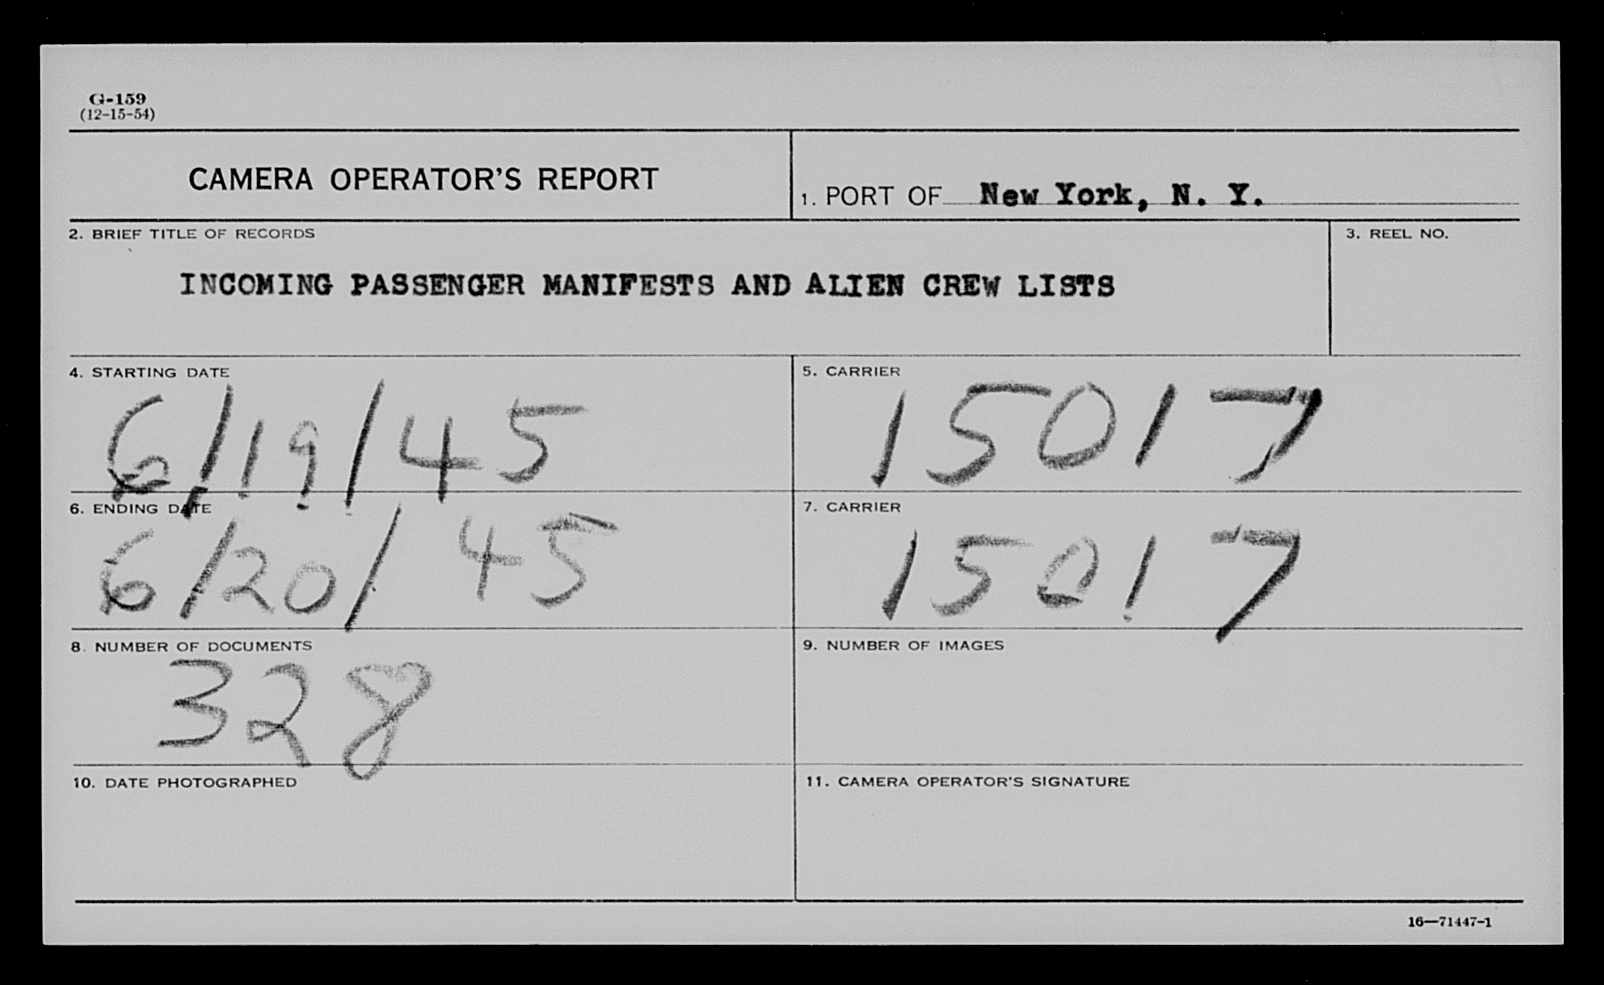 G-159
(12-15-54)
CAMERA OPERATOR'S REPORT
1. PORT OF New York, N. Y.
2. BRIEF TITLE OF RECORDS
INCOMING PASSENGER MANIFESTS AND ALIEN CREW LISTS
3. REEL NO.
4. STARTING DATE
6/19/45
5. CARRIER
15017
6. ENDING DATE
6/20/45
7. CARRIER
15017
8. NUMBER OF DOCUMENTS
328
9. NUMBER OF IMAGES
10. DATE PHOTOGRAPHED
11. CAMERA OPERATOR'S SIGNATURE
16—71447-1